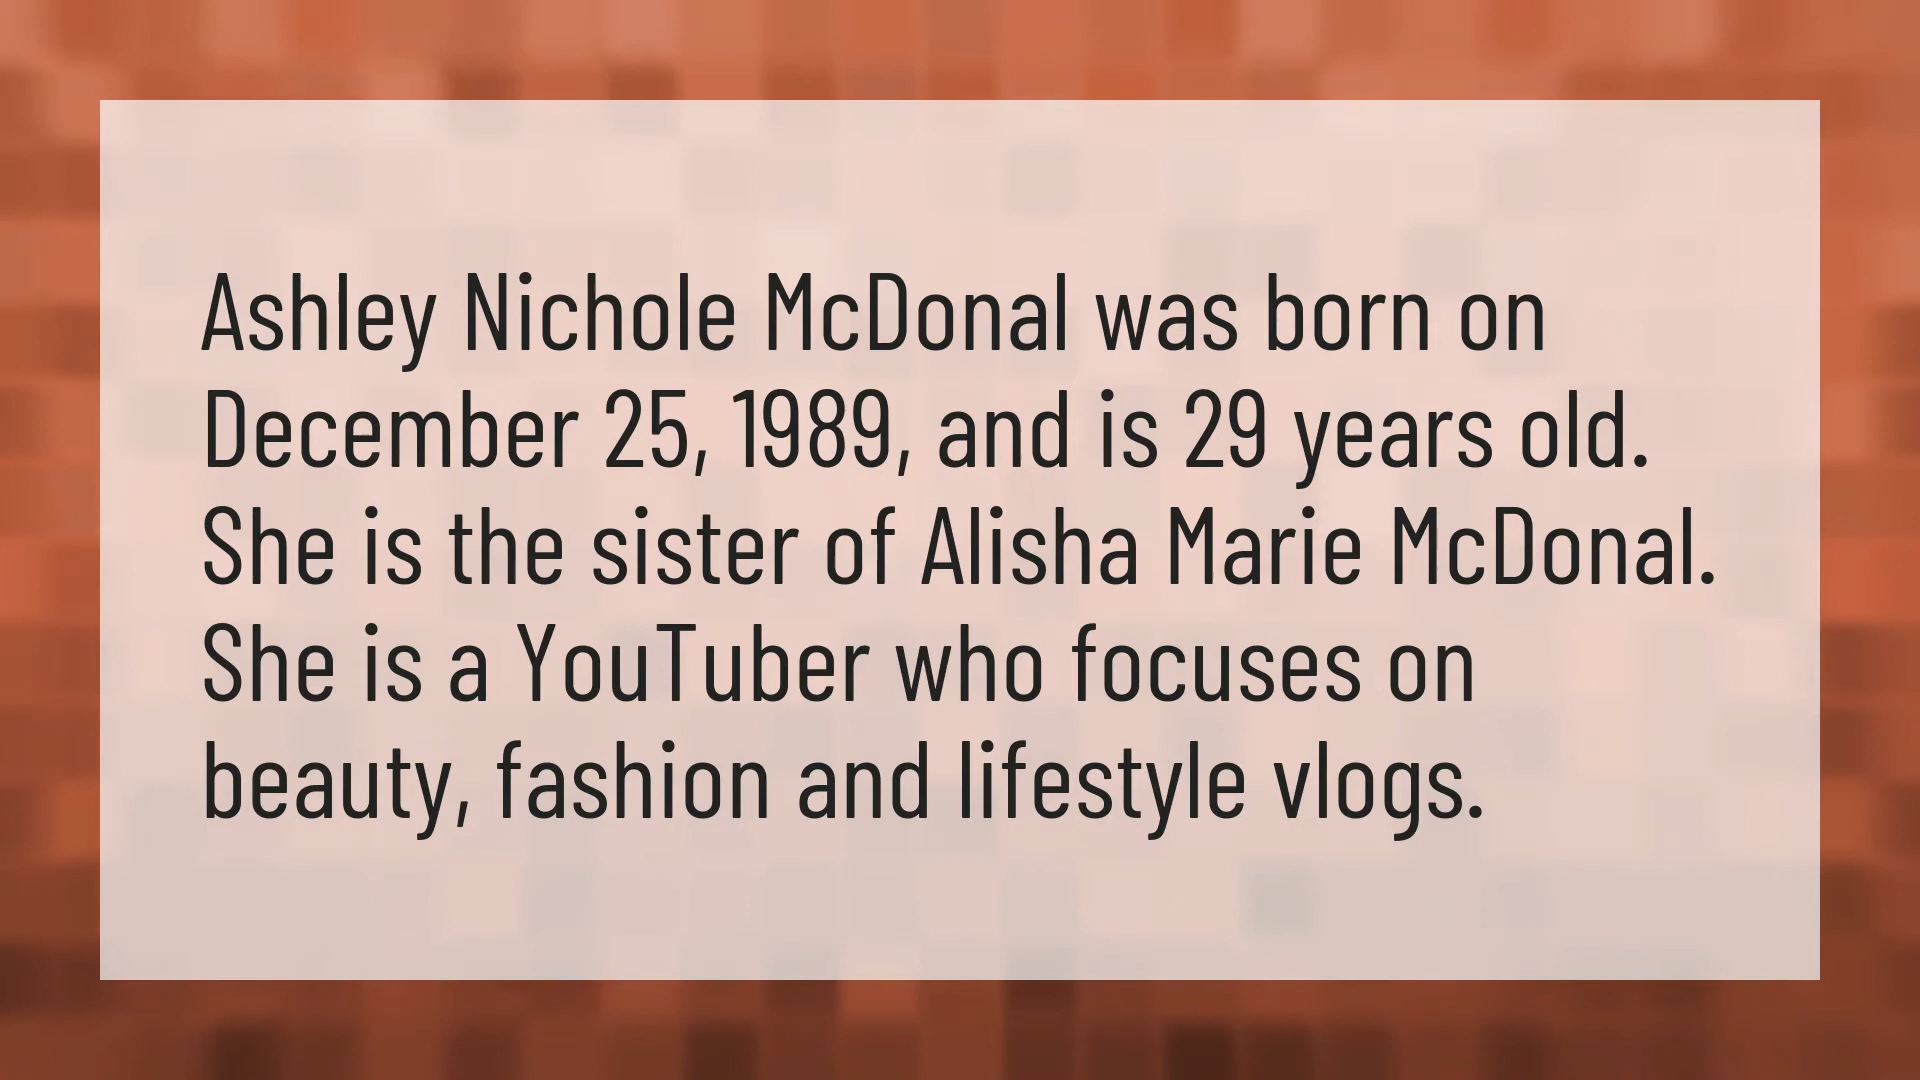 Ashley Nichole McDonal was born on
December 25, 1989, and is 29 years old.
She is the sister of Alisha Marie McDonal.
She is a YouTuber who focuses on
beauty, fashion and lifestyle vlogs.